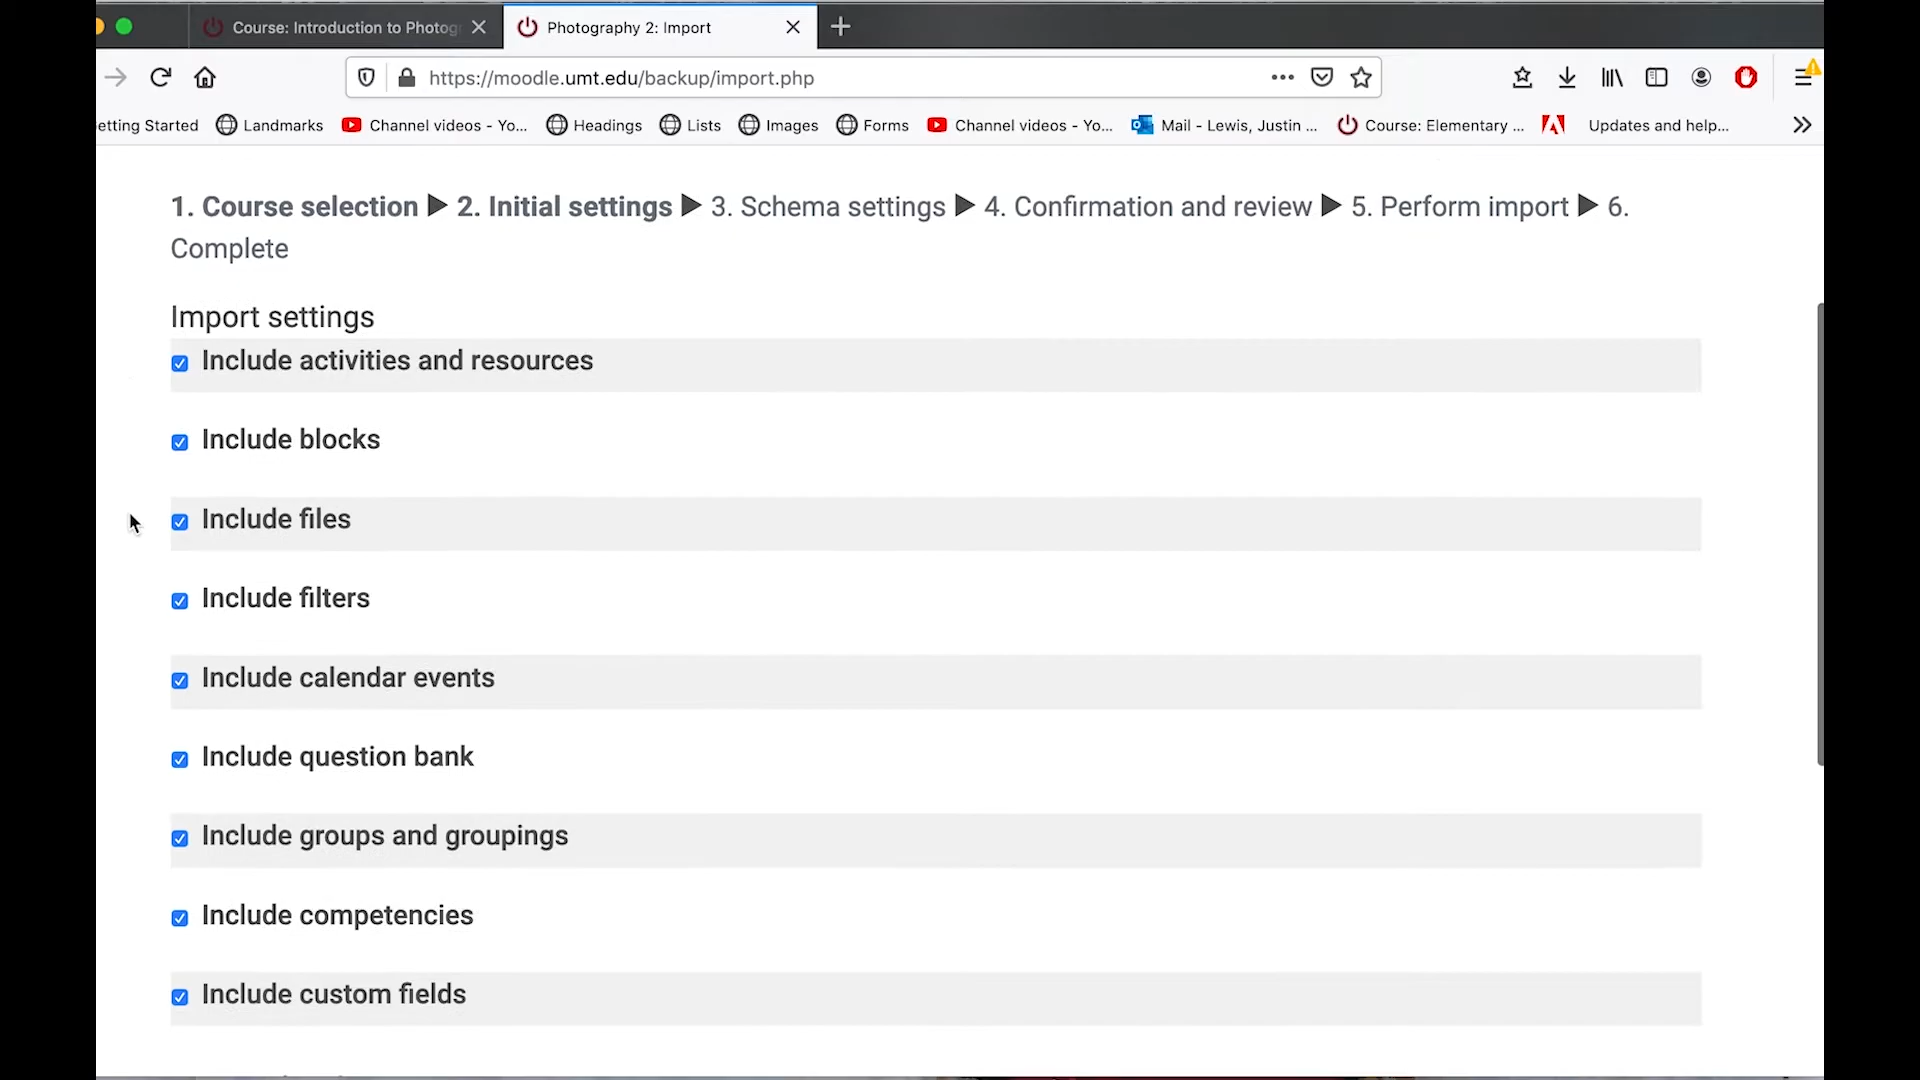 Course: Introduction to Photog
Photography 2: Import
https://moodle.umt.edu/backup/import.php
etting Started
Landmarks
Channel videos - Yo...
Headings
Lists
Images
Forms
Channel videos - Yo...
Mail - Lewis, Justin ...
Course: Elementary ...
Updates and help...
1. Course selection ▶ 2. Initial settings ▶ 3. Schema settings ▶ 4. Confirmation and review ▶ 5. Perform import ▶ 6.
Complete
Import settings
Include activities and resources
Include blocks
Include files
Include filters
Include calendar events
Include question bank
Include groups and groupings
Include competencies
Include custom fields